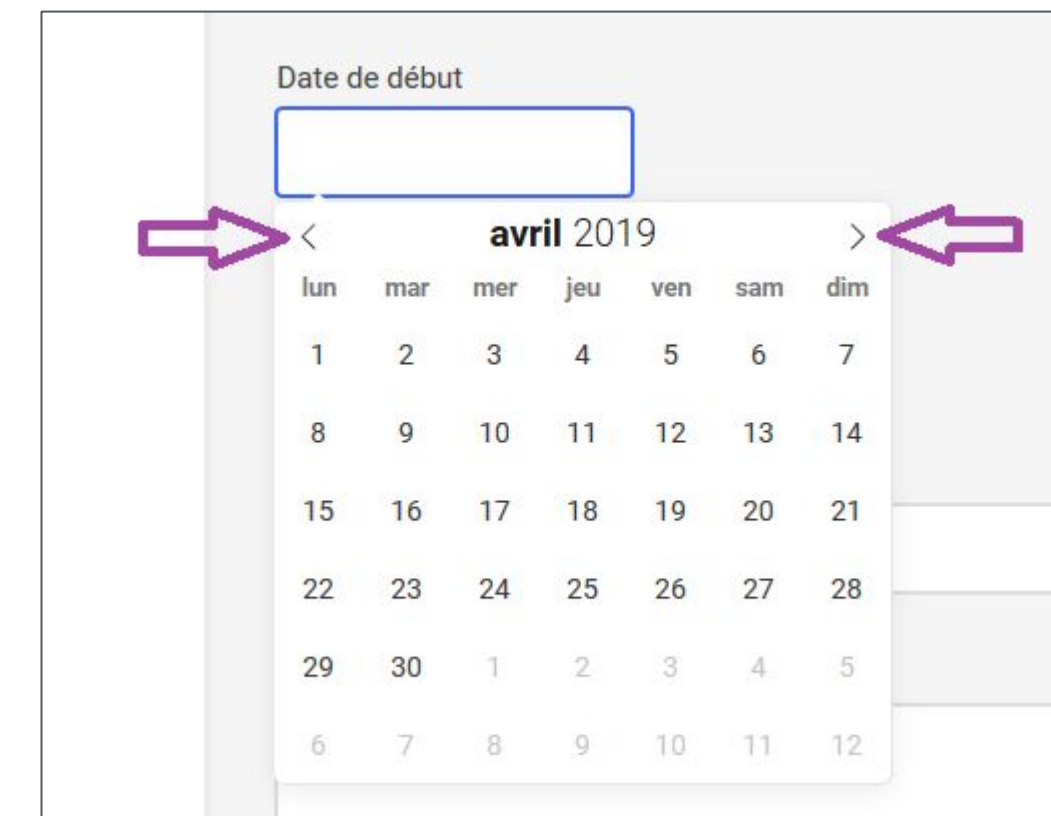 Date de début
< avril 2019 >
lun mar mer jeu ven sam dim
1 2 3 4 5 6 7
8 9 10 11 12 13 14
15 16 17 18 19 20 21
22 23 24 25 26 27 28
29 30 1 2 3 4 5
6 7 8 9 10 11 12